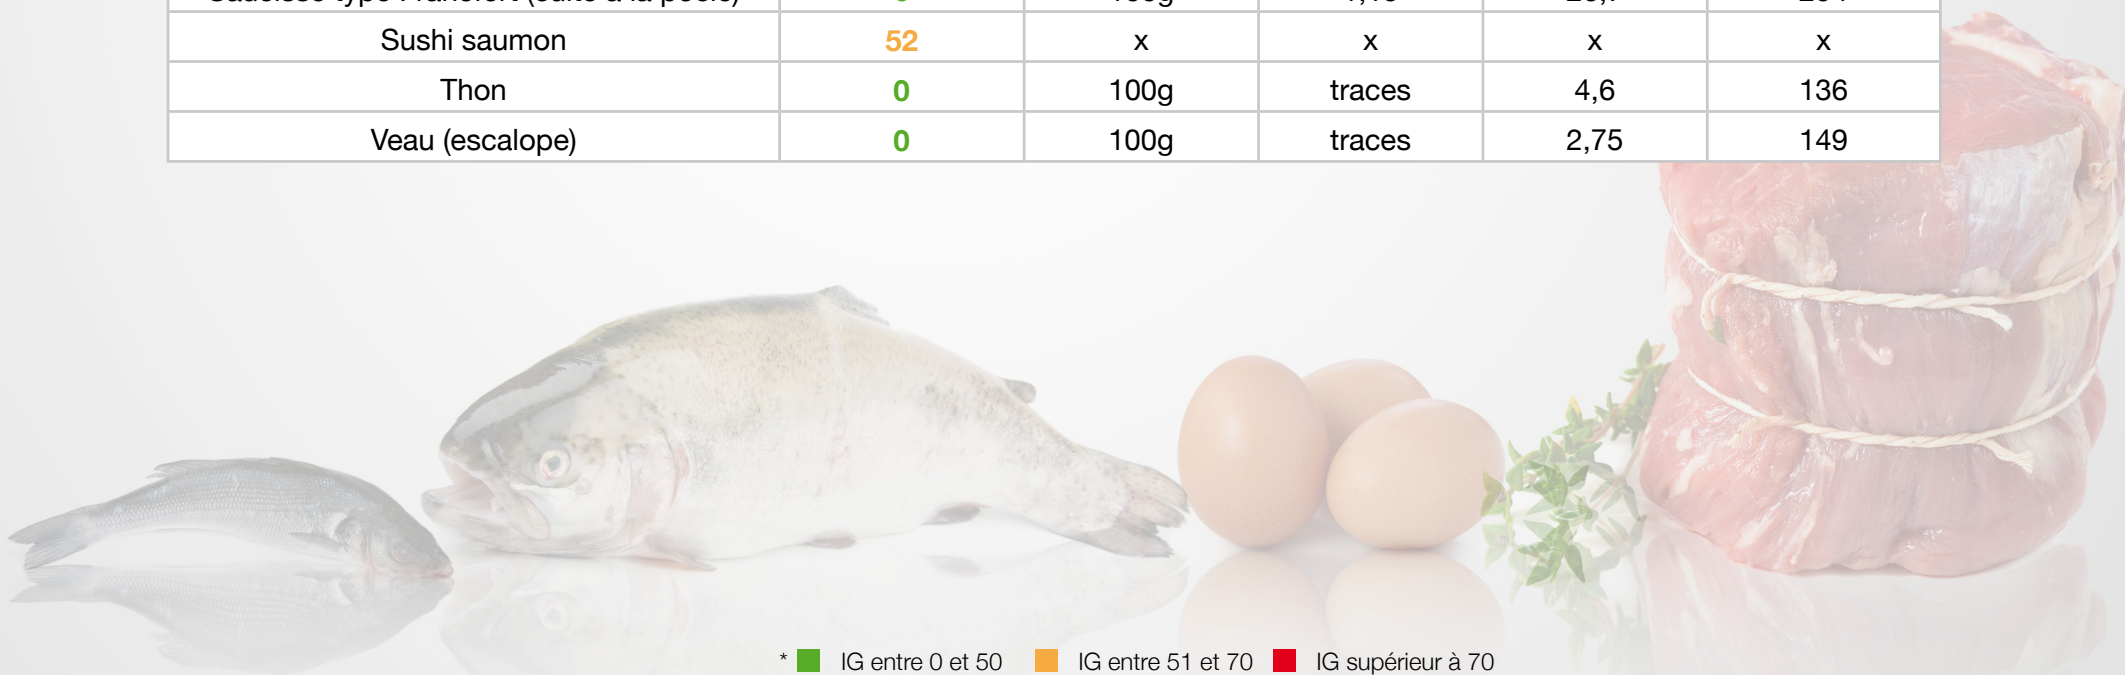 Sushi saumon 52 x x x x
Thon 0 100g traces 4,6 136
Veau (escalope) 0 100g traces 2,75 149
* IG entre 0 et 50 IG entre 51 et 70 IG supérieur à 70